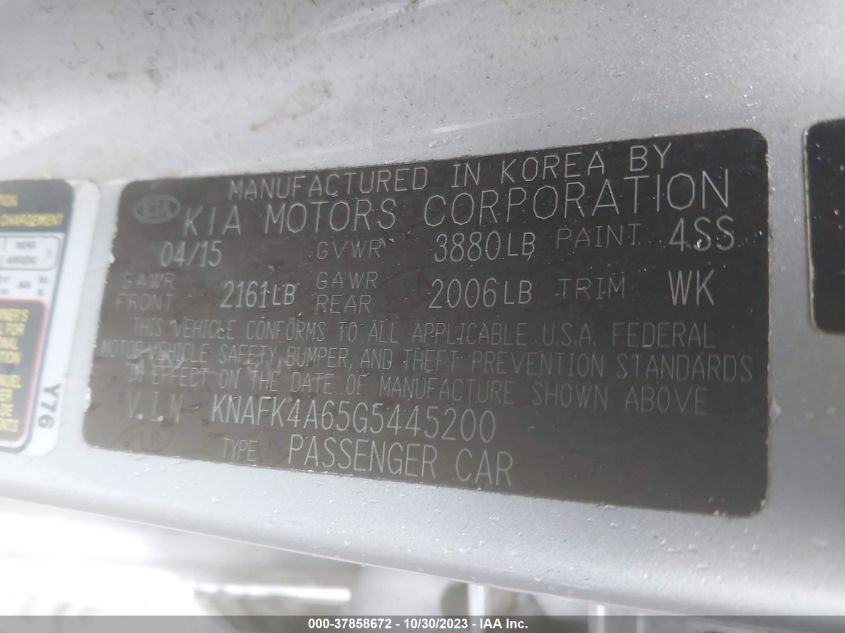 MANUFACTURED IN KOREA BY
KIA KIA MOTORS CORPORATION
04/15 GVWR 3880LB PAINT 4SS
GAWR FRONT 2161LB GAWR REAR 2006LB TRIM WK
THIS VEHICLE CONFORMS TO ALL APPLICABLE U.S.A. FEDERAL
MOTOR VEHICLE SAFETY, BUMPER, AND THEFT PREVENTION STANDARDS
IN EFFECT ON THE DATE OF MANUFACTURE SHOWN ABOVE
V.I.N KNAFK4A65G5445200
TYPE PASSENGER CAR
Y76
000-37858672 - 10/30/2023 - IAA Inc.